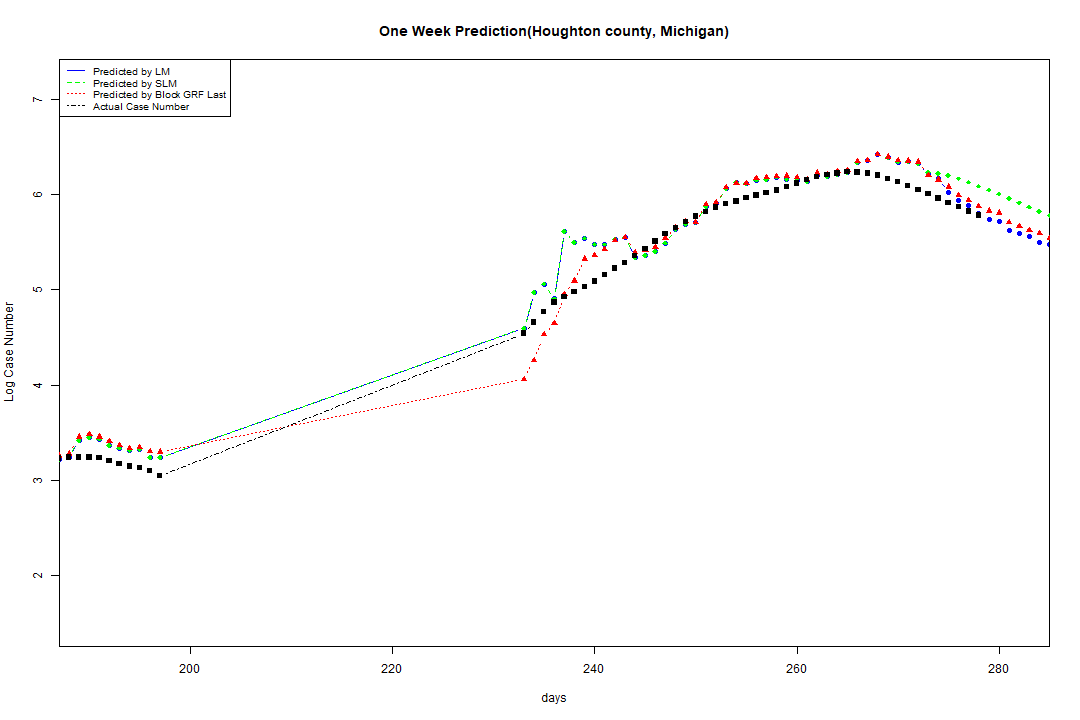 One Week Prediction(Houghton county, Michigan)
Predicted by LM
Predicted by SLM
Predicted by Block GRF Last
Actual Case Number
7
6
5
4
3
2
Log Case Number
200 220 240 260 280
days